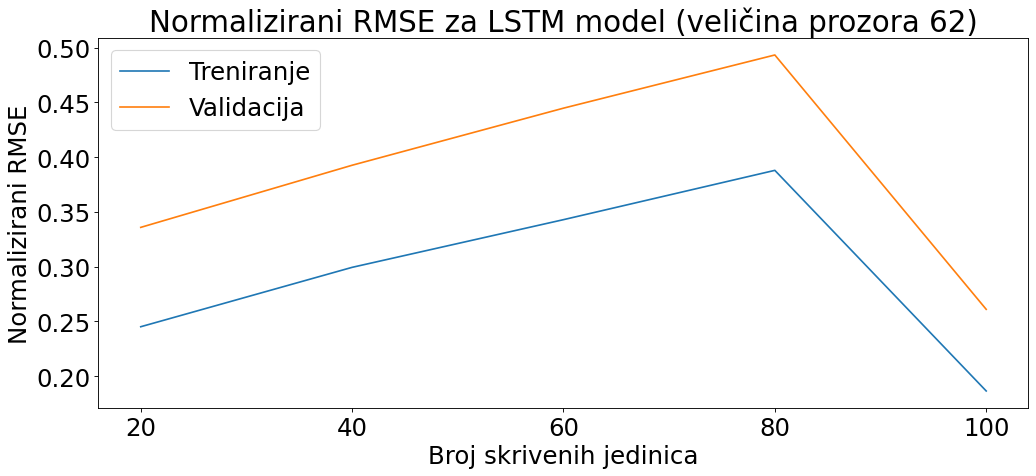 Normalizirani RMSE za LSTM model (veličina prozora 62)
Treniranje
Validacija
Normalizirani RMSE
0.50
0.45
0.40
0.35
0.30
0.25
0.20
20 40 60 80 100
Broj skrivenih jedinica